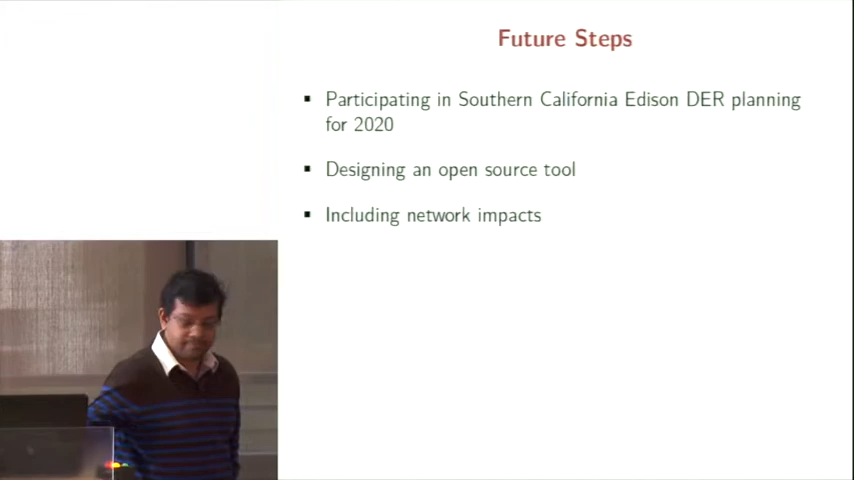 Future Steps
Participating in Southern California Edison DER planning
for 2020
Designing an open source tool
Including network impacts